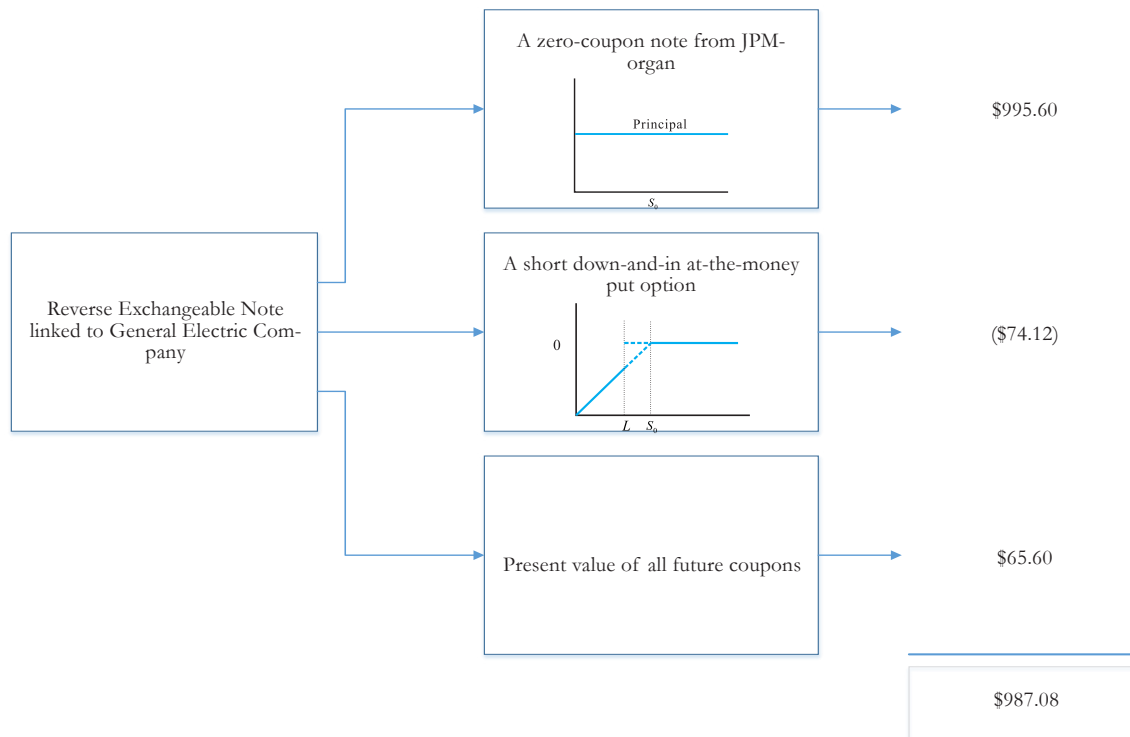 A zero-coupon note from JPM-
organ
Principal
S₀
$995.60
Reverse Exchangeable Note
linked to General Electric Com-
pany
A short down-and-in at-the-money
put option
0
L S₀
($74.12)
Present value of all future coupons
$65.60
$987.08